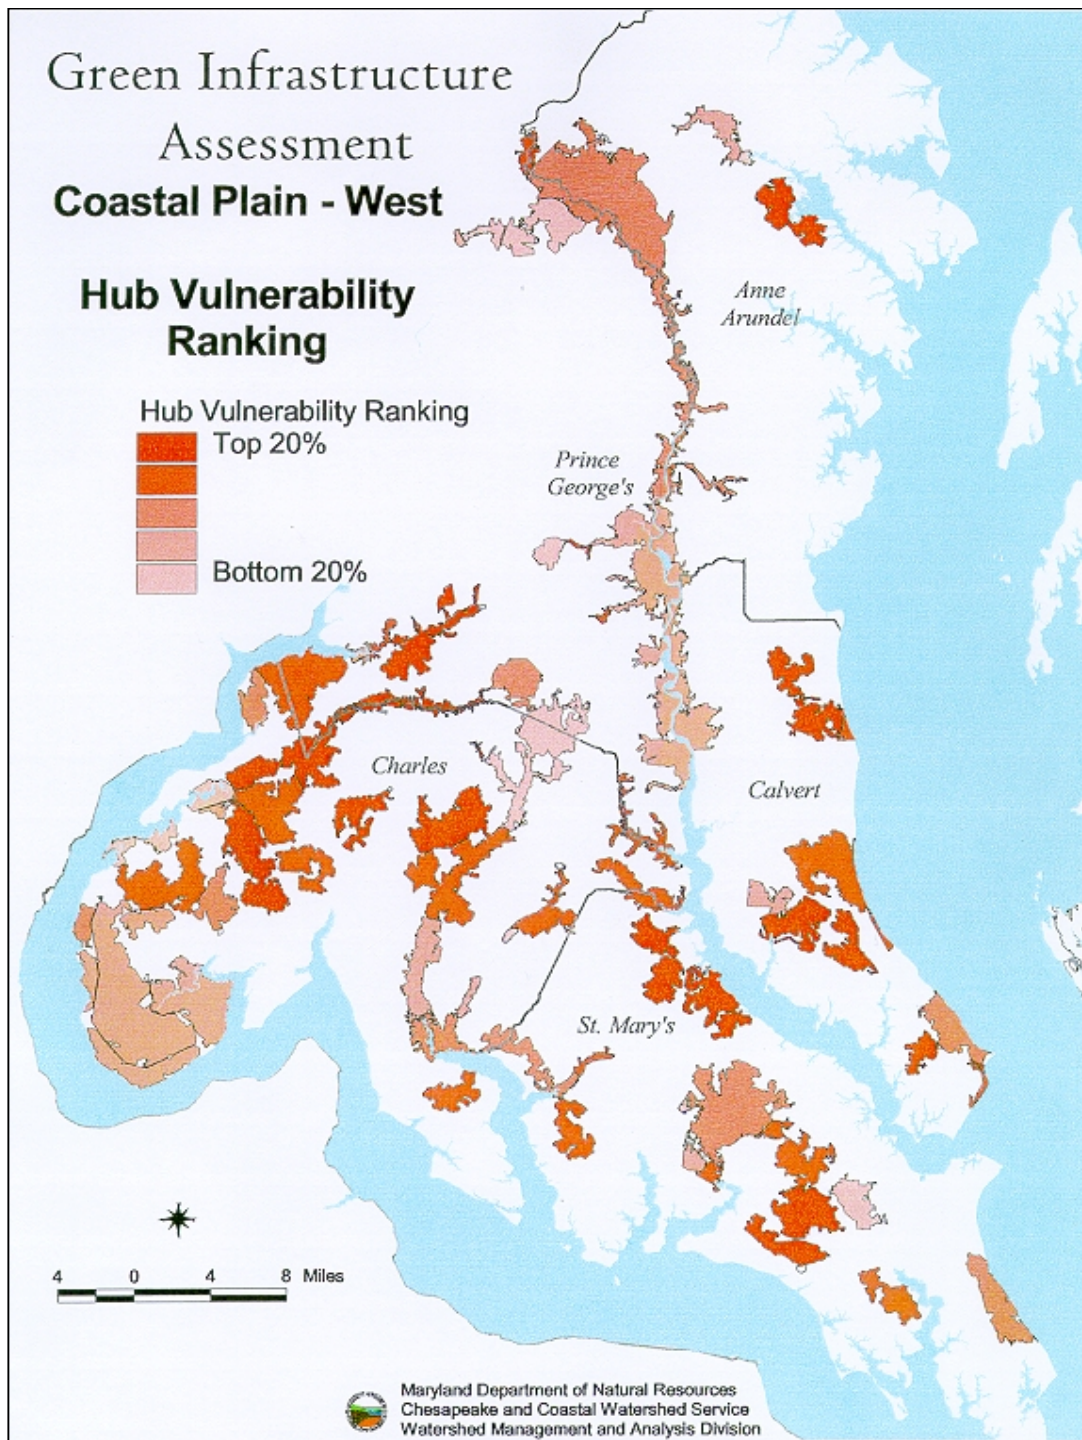 Green Infrastructure
Assessment
Coastal Plain - West
Hub Vulnerability
Ranking
Hub Vulnerability Ranking
Top 20%
Bottom 20%
Anne
Arundel
Prince
George's
Charles
Calvert
St. Mary's
4 0 4 8 Miles
Maryland Department of Natural Resources
Chesapeake and Coastal Watershed Service
Watershed Management and Analysis Division